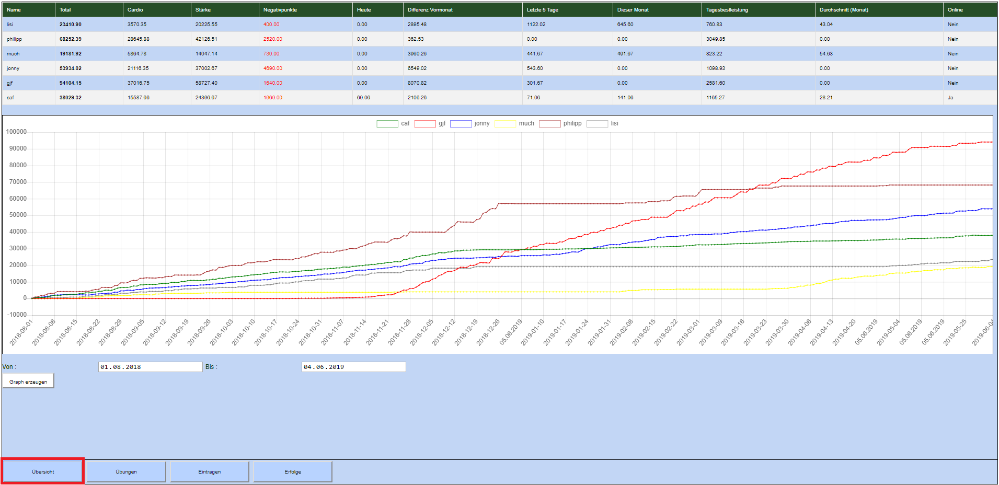 Name Total Cardio Stärke Negativpunkte Heute Differenz Vormonat Letzte 5 Tage Dieser Monat Tagesbestleistung Durchschnitt (Monat) Online
lisi 23410.90 3570.35 20225.55 400.00 0.00 2895.48 1122.02 645.60 760.83 43.04 Nein
philipp 68252.39 28645.88 42126.51 2520.00 0.00 362.53 0.00 0.00 3049.85 0.00 Nein
much 19181.92 5864.78 14047.14 730.00 0.00 3960.26 441.67 491.67 823.22 54.63 Nein
jonny 53934.02 21116.35 37002.67 4690.00 0.00 6549.02 543.60 0.00 1098.93 0.00 Nein
gjf 94104.15 37016.75 58727.40 1640.00 0.00 8070.82 301.67 0.00 2581.60 0.00 Nein
caf 38029.32 15587.66 24396.67 1960.00 69.06 2106.26 71.06 141.06 1165.27 28.21 Ja
caf gjf jonny much philipp lisi
100000
90000
80000
70000
60000
50000
40000
30000
20000
10000
0
-10000
2018-08-01 2018-08-08 2018-08-15 2018-08-22 2018-08-29 2018-09-05 2018-09-12 2018-09-19 2018-09-26 2018-10-03 2018-10-10 2018-10-17 2018-10-24 2018-10-31 2018-11-07 2018-11-14 2018-11-21 2018-11-28 2018-12-05 2018-12-12 2018-12-19 2018-12-26 05.06.2019 2019-01-10 2019-01-17 2019-01-24 2019-01-31 2019-02-08 2019-02-15 2019-02-22 2019-03-01 2019-03-09 2019-03-16 2019-03-23 2019-03-30 2019-04-06 2019-04-13 2019-04-20 05.06.2019 2019-05-04 05.06.2019 05.06.2019 2019-05-25 2019-06-04
Von : 01.08.2018 Bis : 04.06.2019
Graph erzeugen
Übersicht Übungen Eintragen Erfolge